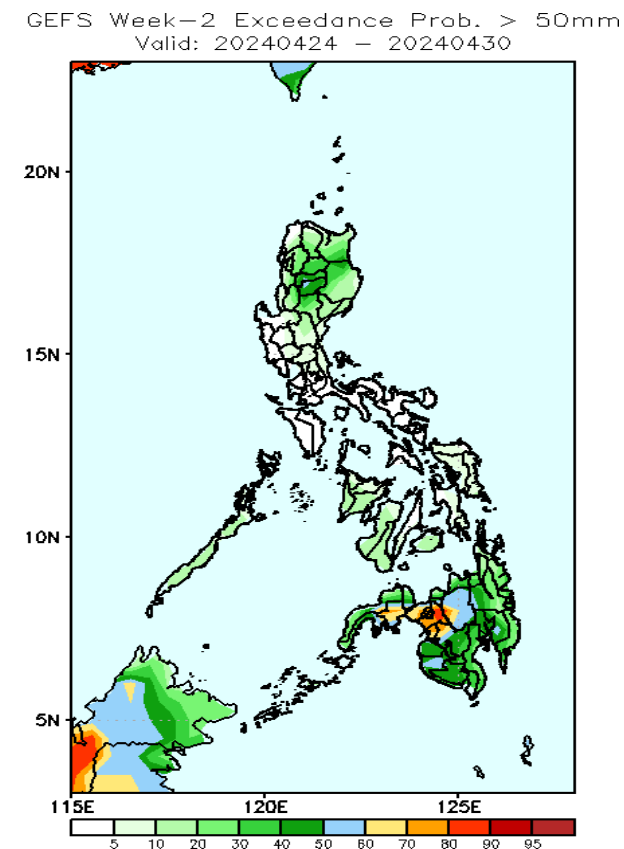 GEFS Week-2 Exceedance Prob. > 50mm
Valid: 20240424 - 20240430
20N
15N
10N
5N
115E 120E 125E
5 10 20 30 40 50 60 70 80 90 95